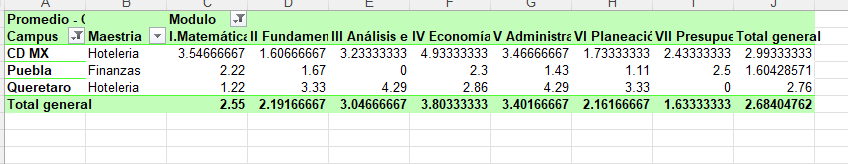 A B C D E F G H I J
Promedio - C Modulo
Campus Maestria I.Matemática II Fundamen III Análisis e IV Economía V Administra VI Planeació VII Presupue Total general
CD MX Hoteleria 3.54666667 1.60666667 3.23333333 4.93333333 3.46666667 1.73333333 2.43333333 2.99333333
Puebla Finanzas 2.22 1.67 0 2.3 1.43 1.11 2.5 1.60428571
Queretaro Hoteleria 1.22 3.33 4.29 2.86 4.29 3.33 0 2.76
Total general 2.55 2.19166667 3.04666667 3.80333333 3.40166667 2.16166667 1.63333333 2.68404762